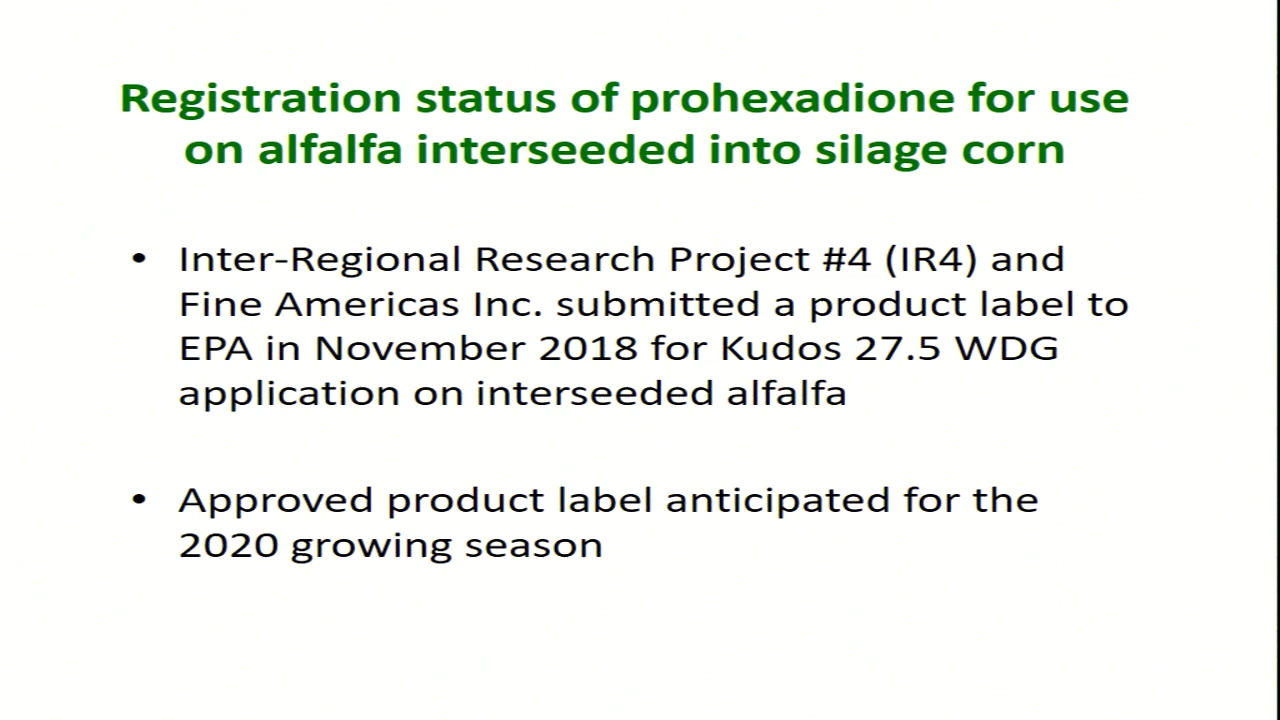 Registration status of prohexadione for use
on alfalfa interseeded into silage corn
• Inter-Regional Research Project #4 (IR4) and
Fine Americas Inc. submitted a product label to
EPA in November 2018 for Kudos 27.5 WDG
application on interseeded alfalfa
• Approved product label anticipated for the
2020 growing season